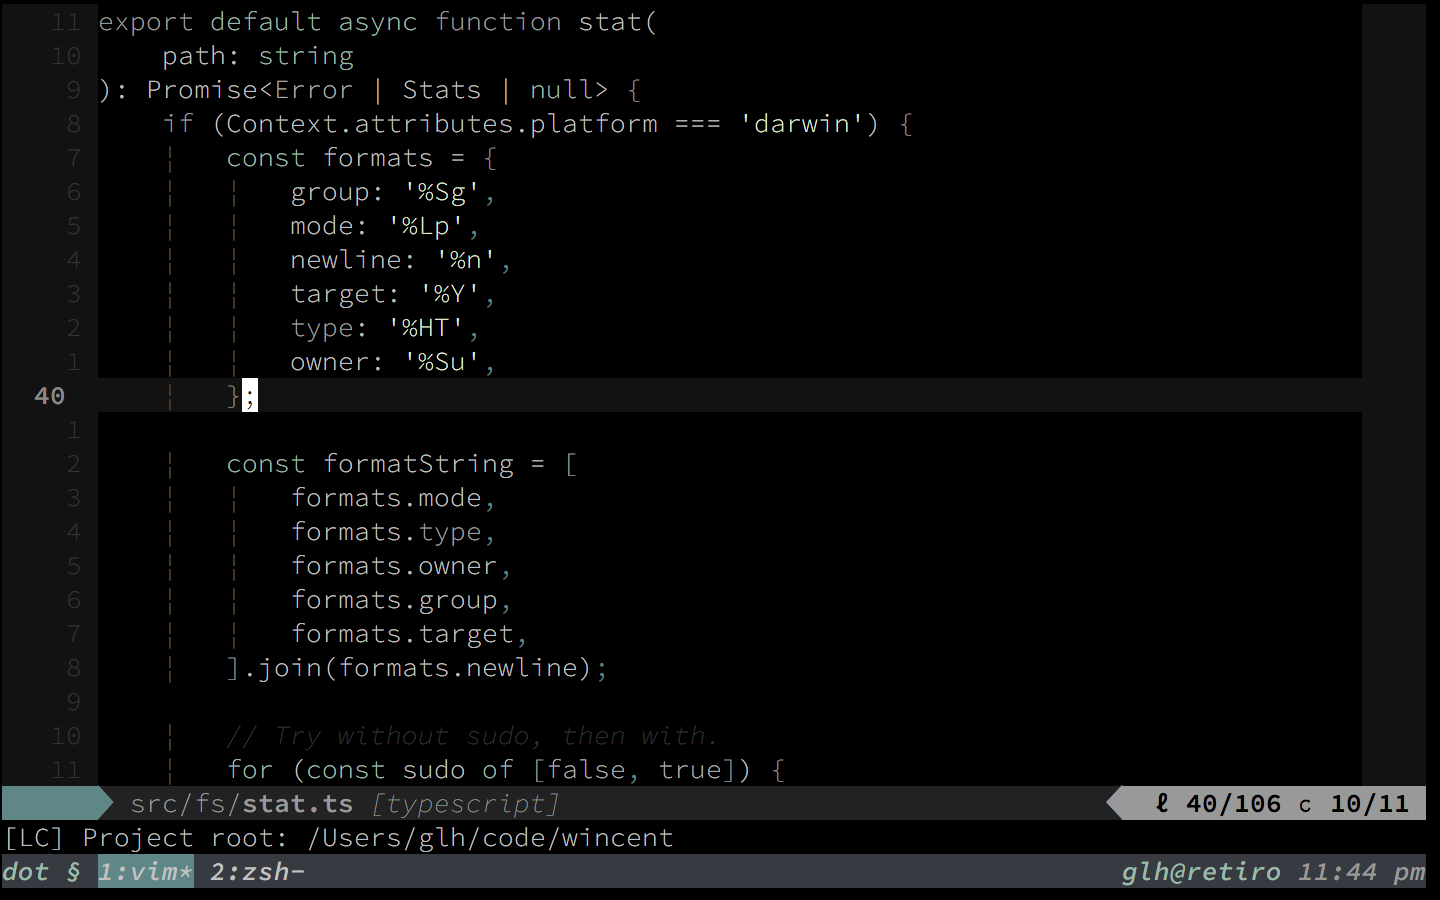 11 export default async function stat(
10     path: string
9 ): Promise<Error | Stats | null> {
8     if (Context.attributes.platform === 'darwin') {
7     ¦   const formats = {
6     ¦   ¦   group: '%Sg',
5     ¦   ¦   mode: '%Lp',
4     ¦   ¦   newline: '%n',
3     ¦   ¦   target: '%Y',
2     ¦   ¦   type: '%HT',
1     ¦   ¦   owner: '%Su',
40     ¦   };
1
2     ¦   const formatString = [
3     ¦   ¦   formats.mode,
4     ¦   ¦   formats.type,
5     ¦   ¦   formats.owner,
6     ¦   ¦   formats.group,
7     ¦   ¦   formats.target,
8     ¦   ].join(formats.newline);
9
10     ¦   // Try without sudo, then with.
11     ¦   for (const sudo of [false, true]) {
src/fs/stat.ts [typescript] ℓ 40/106 c 10/11
[LC] Project root: /Users/glh/code/wincent
dot § 1:vim* 2:zsh- glh@retiro 11:44 pm